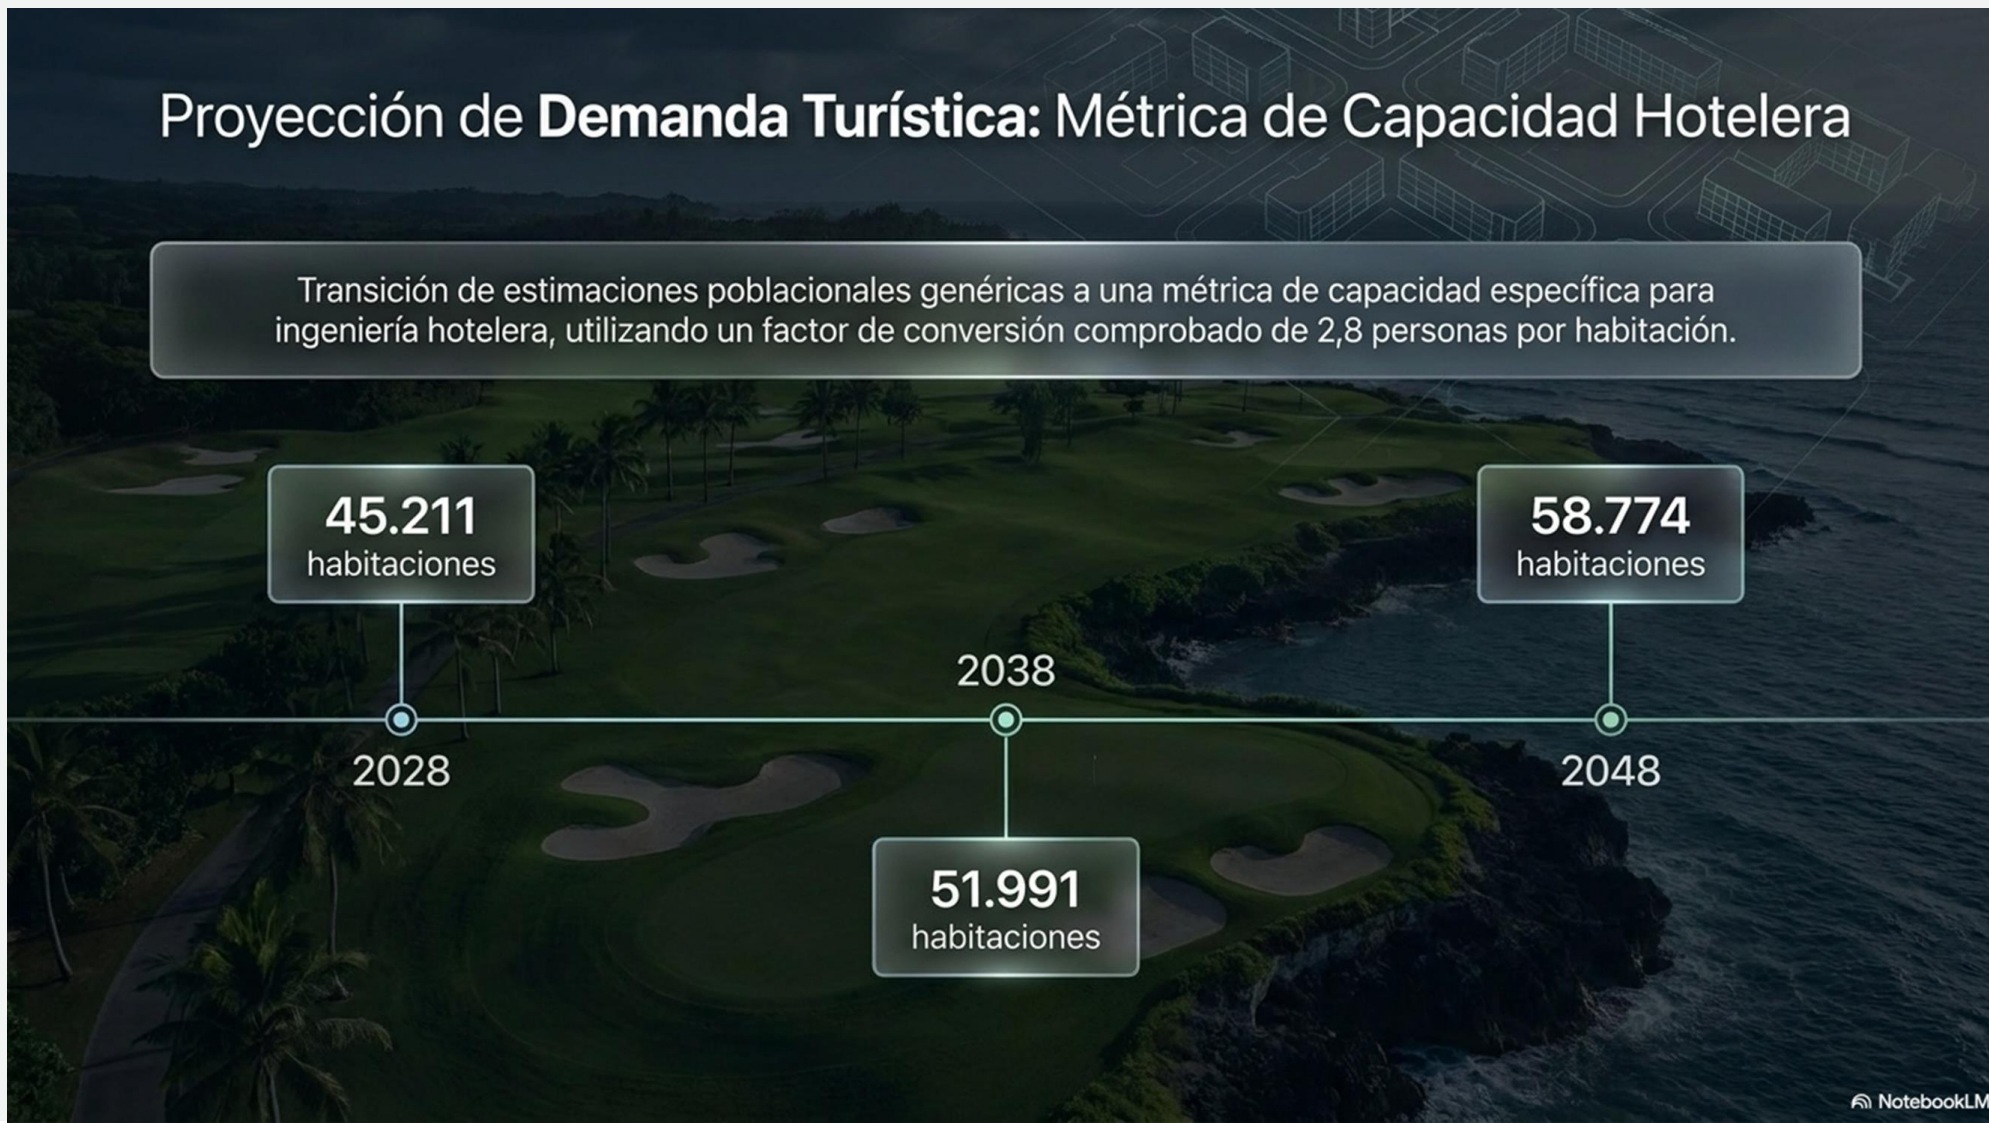 Proyección de Demanda Turística: Métrica de Capacidad Hotelera
Transición de estimaciones poblacionales genéricas a una métrica de capacidad específica para
ingeniería hotelera, utilizando un factor de conversión comprobado de 2,8 personas por habitación.
45.211
habitaciones
2028
2038
51.991
habitaciones
58.774
habitaciones
2048
NotebookLM